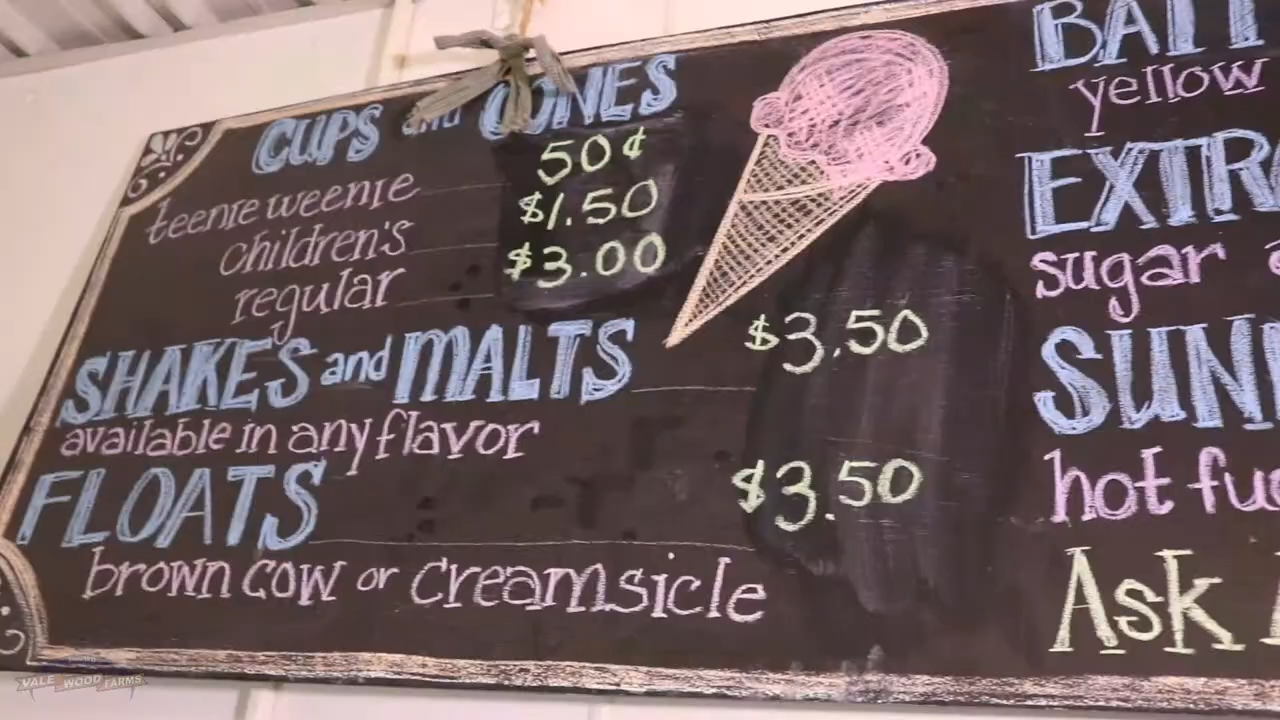 CUPS and CONES
teenie weenie 50¢
children's $1.50
regular $3.00
SHAKES and MALTS $3.50
available in any flavor
FLOATS $3.50
brown cow or creamsicle
yellow
sugar
hot
Ask
VALE WOOD FARMS